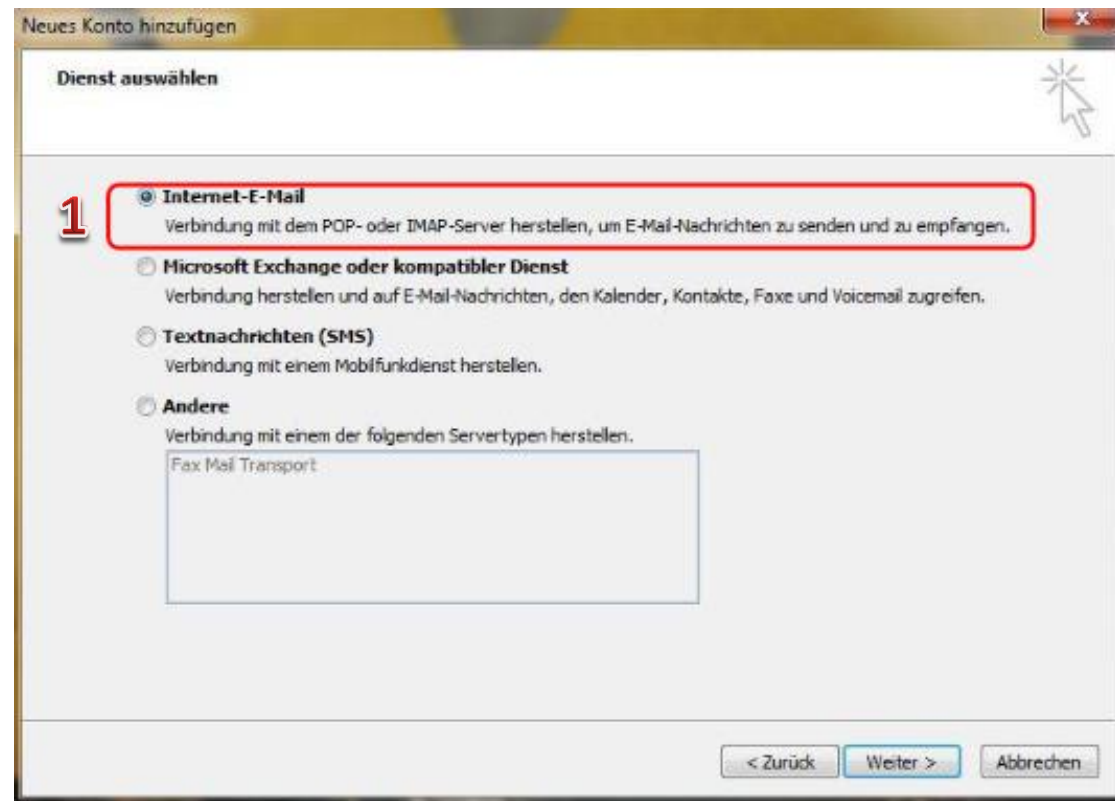 Neues Konto hinzufügen
x
Dienst auswählen
1
Internet-E-Mail
Verbindung mit dem POP- oder IMAP-Server herstellen, um E-Mail-Nachrichten zu senden und zu empfangen.
Microsoft Exchange oder kompatibler Dienst
Verbindung herstellen und auf E-Mail-Nachrichten, den Kalender, Kontakte, Faxe und Voicemail zugreifen.
Textnachrichten (SMS)
Verbindung mit einem Mobilfunkdienst herstellen.
Andere
Verbindung mit einem der folgenden Servertypen herstellen.
Fax Mail Transport
< Zurück Weiter > Abbrechen